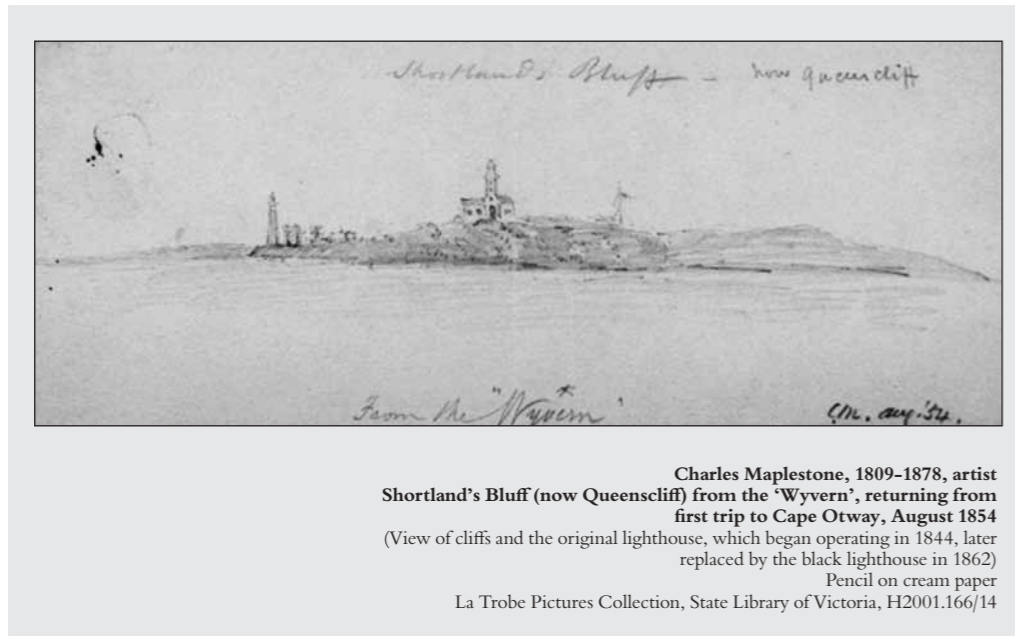 Shortland's Bluff – now Queenscliff
From the "Wyvern"
C.M. aug. '54.
Charles Maplestone, 1809–1878, artist
Shortland's Bluff (now Queenscliff) from the 'Wyvern', returning from
first trip to Cape Otway, August 1854
(View of cliffs and the original lighthouse, which began operating in 1844, later
replaced by the black lighthouse in 1862)
Pencil on cream paper
La Trobe Pictures Collection, State Library of Victoria, H2001.166/14